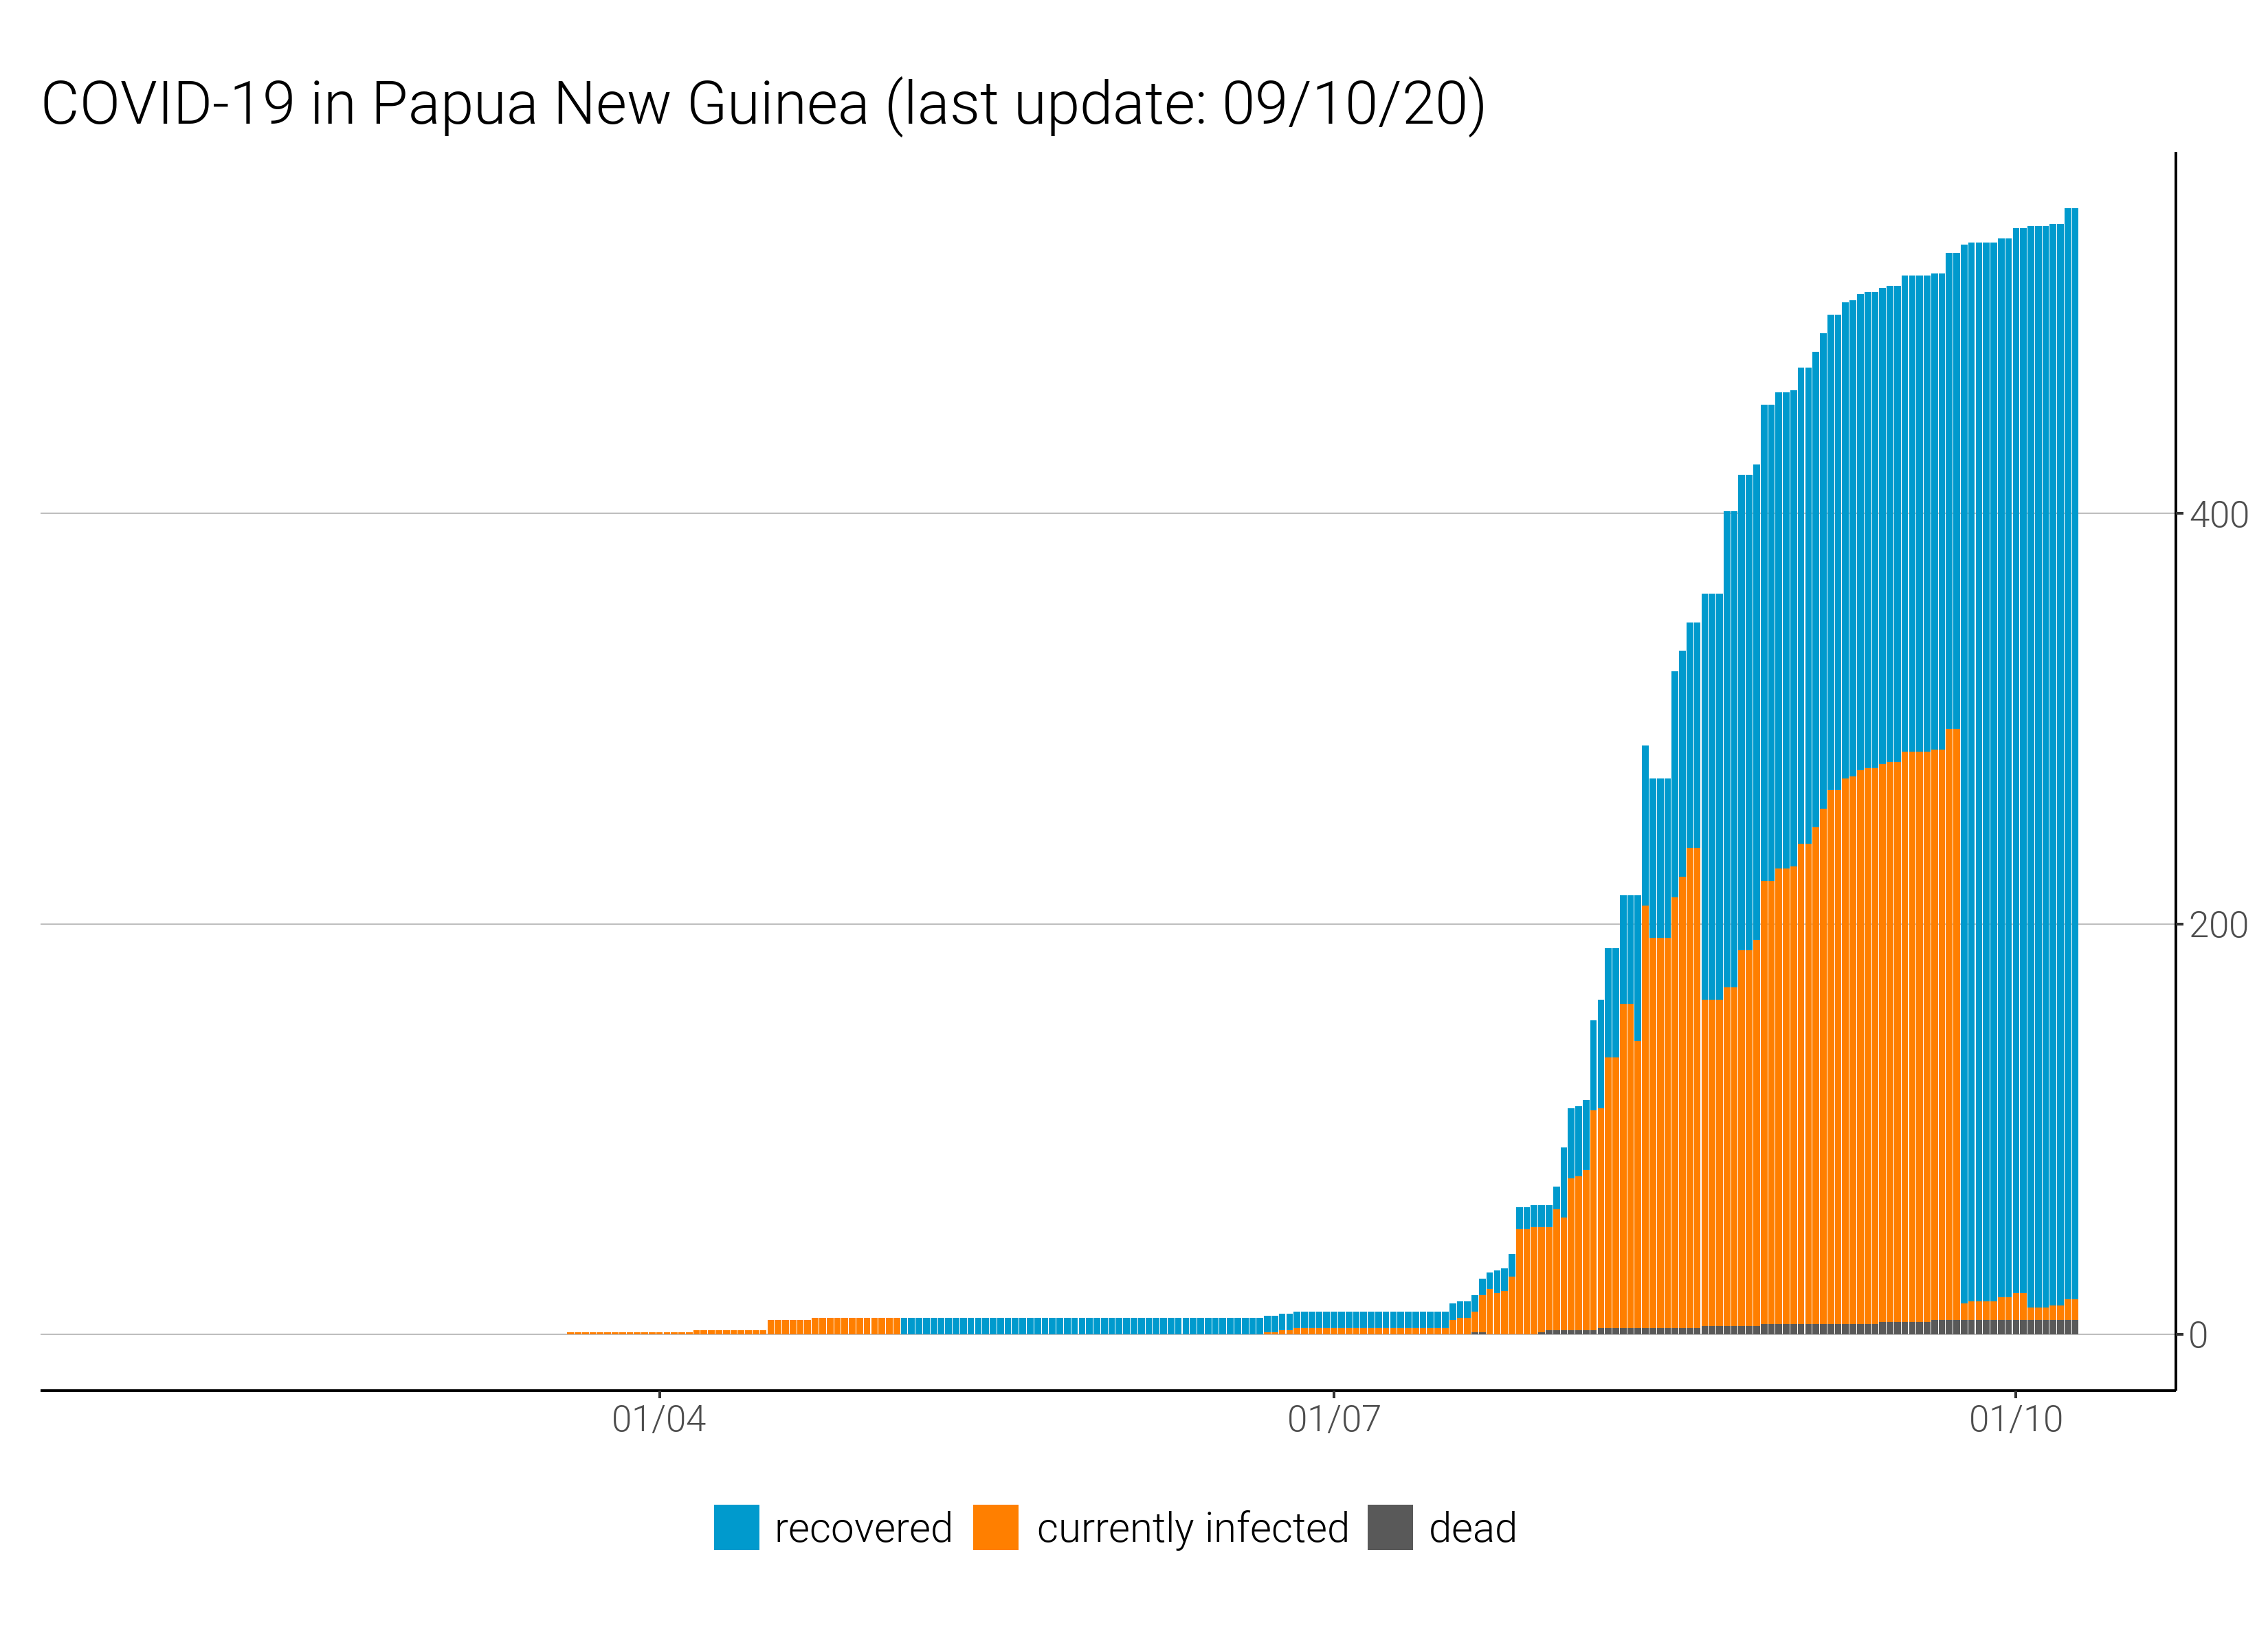 COVID-19 in Papua New Guinea (last update: 09/10/20)
400
200
0
01/04 01/07 01/10
recovered currently infected dead